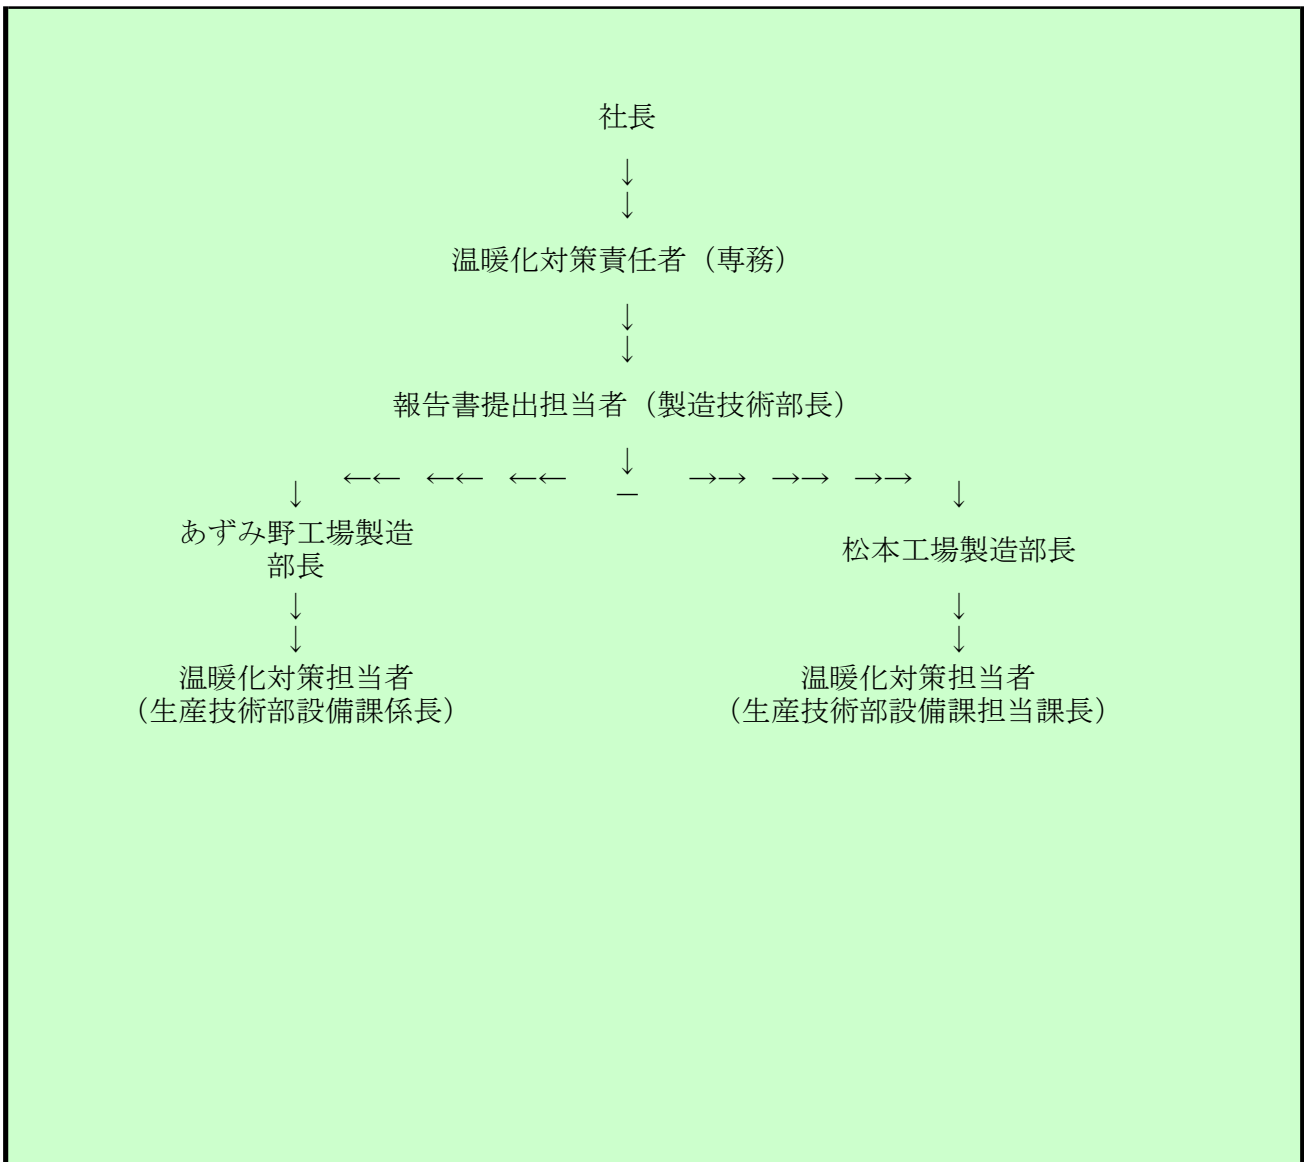 社長
↓
↓
温暖化対策責任者（専務）
↓
↓
報告書提出担当者（製造技術部長）
↓
←← ←← ←← →→ →→ →→
↓ － ↓
あずみ野工場製造
部長
松本工場製造部長
↓ ↓
↓ ↓
温暖化対策担当者
（生産技術部設備課係長）
温暖化対策担当者
（生産技術部設備課担当課長）